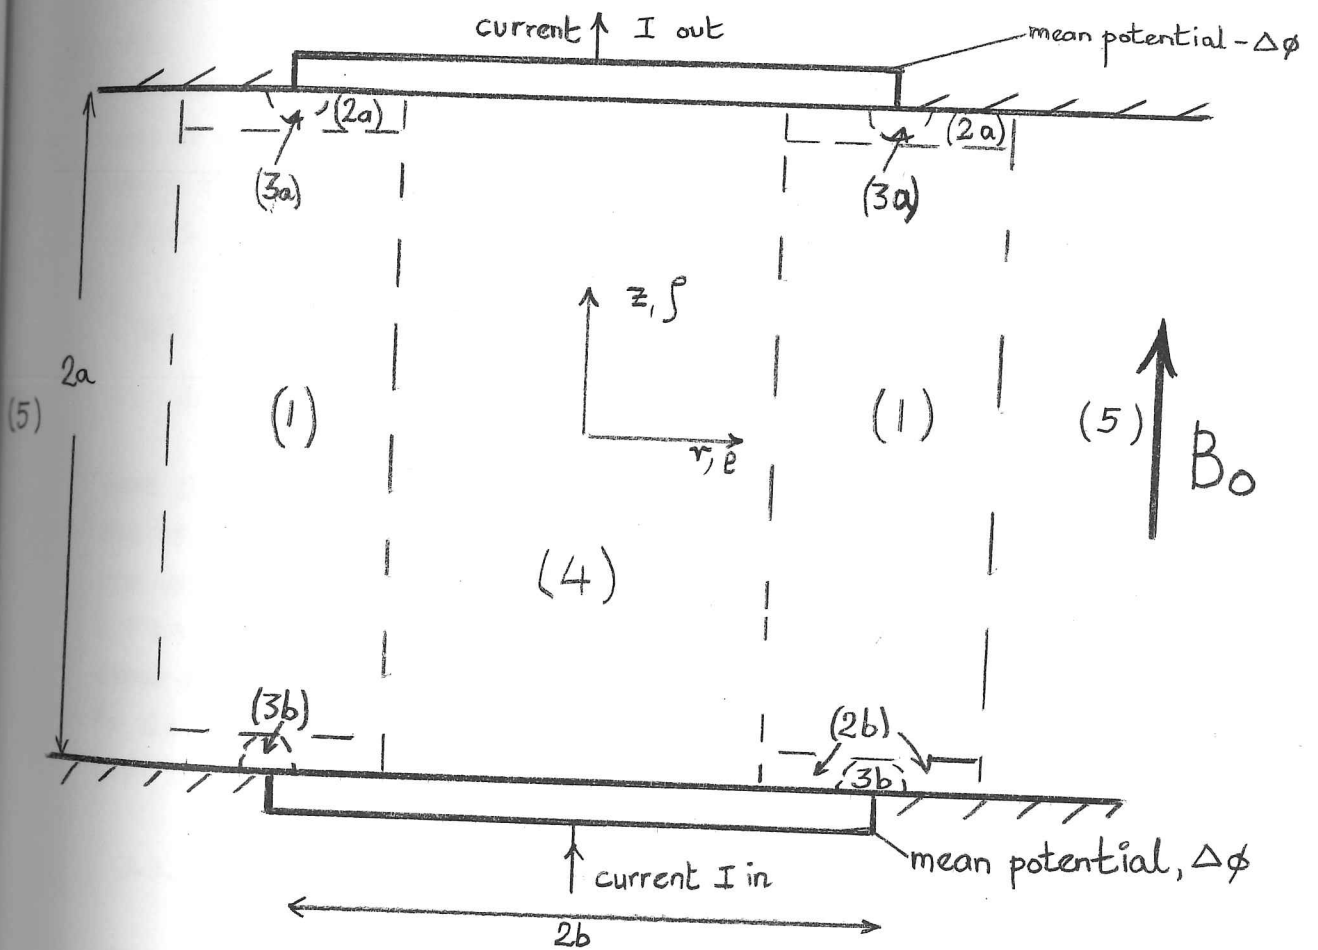 current I out
mean potential - Δφ
(2a)
(2a)
(3a)
(3a)
z, ζ
2a
(5)
(1)
(1)
(5)
r, ρ
B₀
(4)
(3b)
(2b)
(3b)
mean potential, Δφ
current I in
2b